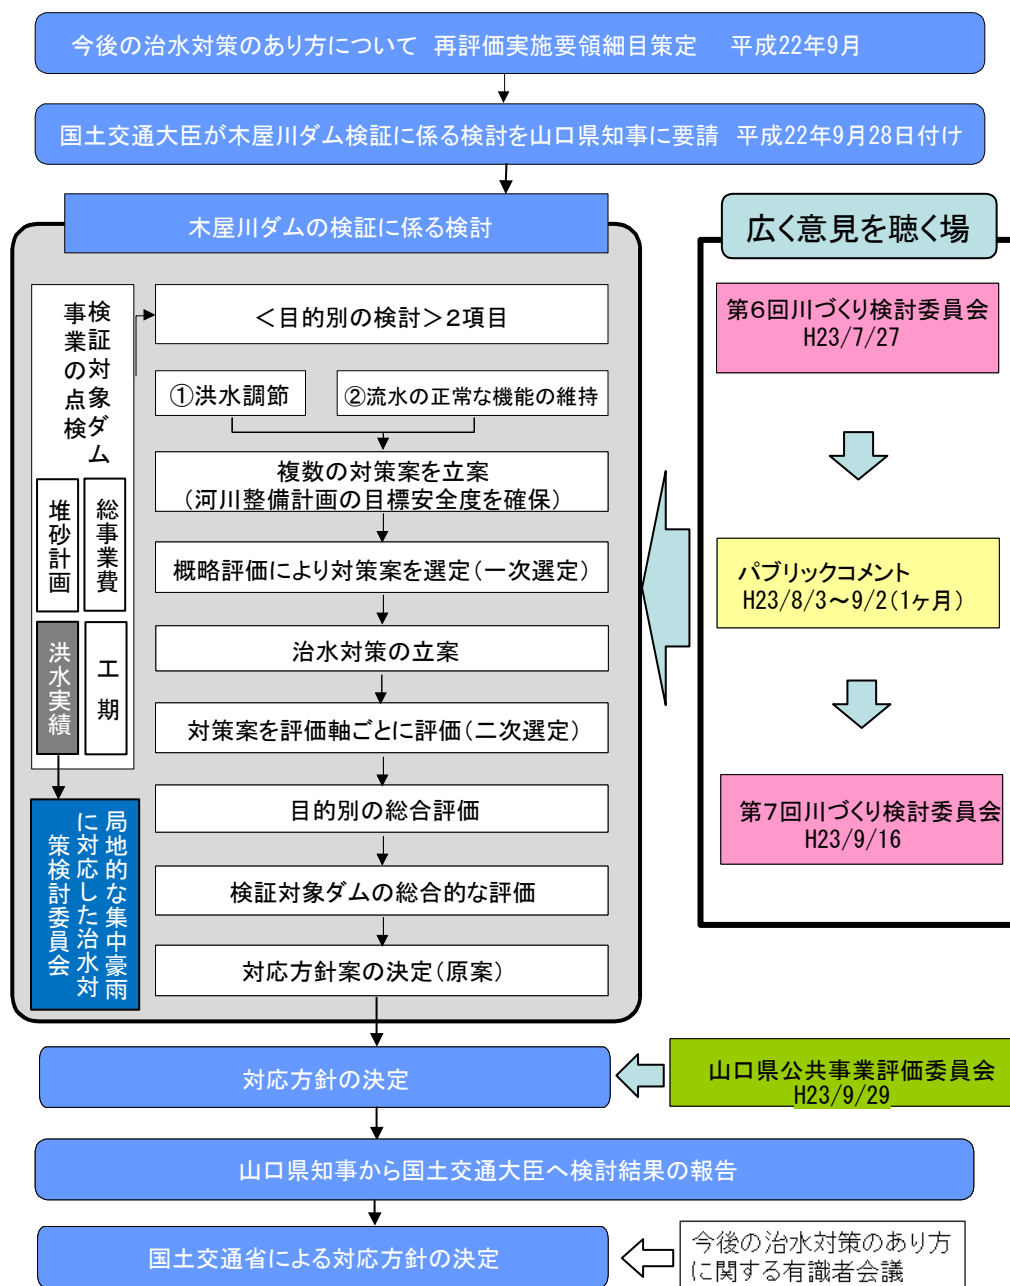 今後の治水対策のあり方について 再評価実施要領細目策定 平成22年9月
国土交通大臣が木屋川ダム検証に係る検討を山口県知事に要請 平成22年9月28日付け
木屋川ダムの検証に係る検討
検証対象ダム
事業の点検
総事業費
堆砂計画
工期
洪水実績
局地的な集中豪雨
に対応した治水対
策検討委員会
<目的別の検討>2項目
①洪水調節
②流水の正常な機能の維持
複数の対策案を立案
(河川整備計画の目標安全度を確保)
概略評価により対策案を選定(一次選定)
治水対策の立案
対策案を評価軸ごとに評価(二次選定)
目的別の総合評価
検証対象ダムの総合的な評価
対応方針案の決定(原案)
広く意見を聴く場
第6回川づくり検討委員会
H23/7/27
パブリックコメント
H23/8/3~9/2(1ヶ月)
第7回川づくり検討委員会
H23/9/16
対応方針の決定
山口県公共事業評価委員会
H23/9/29
山口県知事から国土交通大臣へ検討結果の報告
国土交通省による対応方針の決定
今後の治水対策のあり方
に関する有識者会議